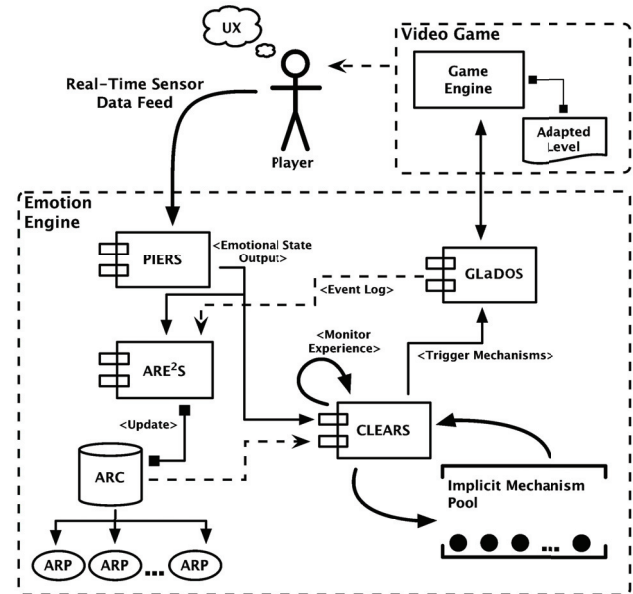 UX
Video Game
Game
Engine
Adapted
Level
Real-Time Sensor
Data Feed
Player
Emotion
Engine
PIERS
<Emotional State
Output>
GLaDOS
<Event Log>
ARE²S
<Monitor
Experience>
<Trigger Mechanisms>
<Update>
CLEARS
ARC
Implicit Mechanism
Pool
...
ARP
ARP
...
ARP